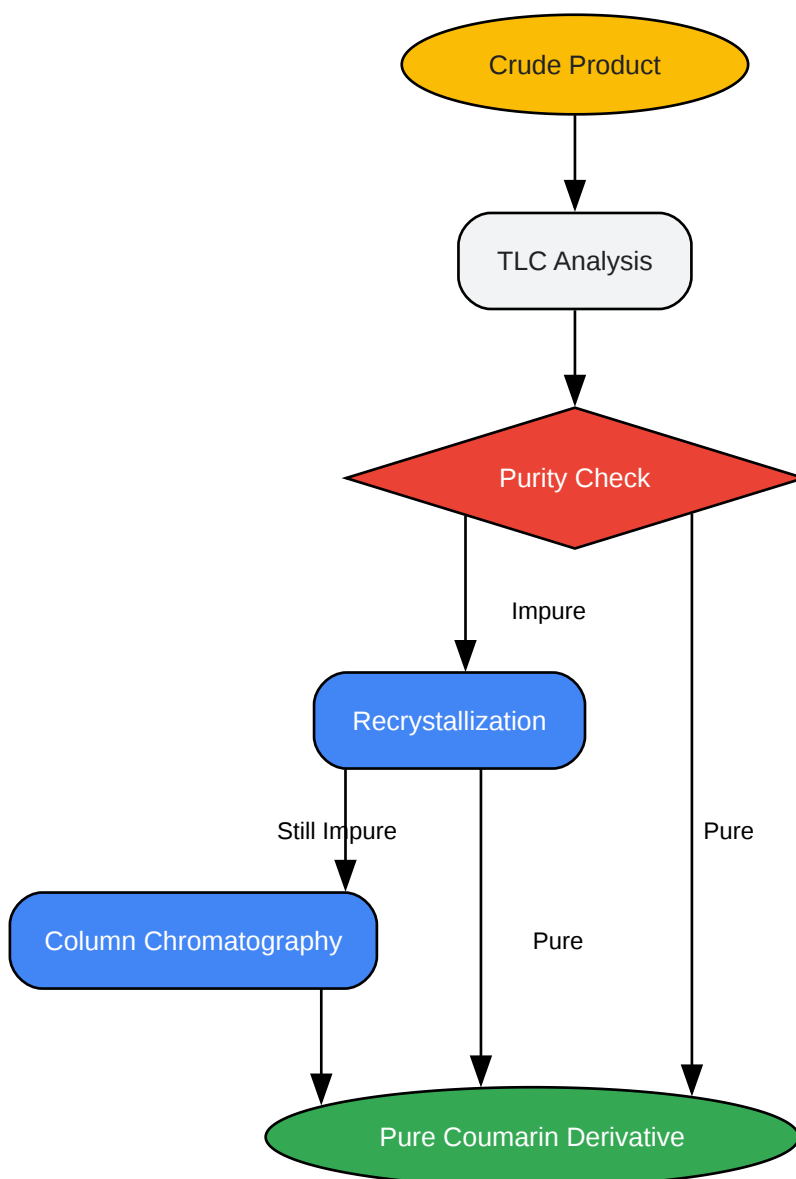 Crude Product
TLC Analysis
Purity Check
Impure
Recrystallization
Still Impure
Pure
Column Chromatography
Pure
Pure Coumarin Derivative